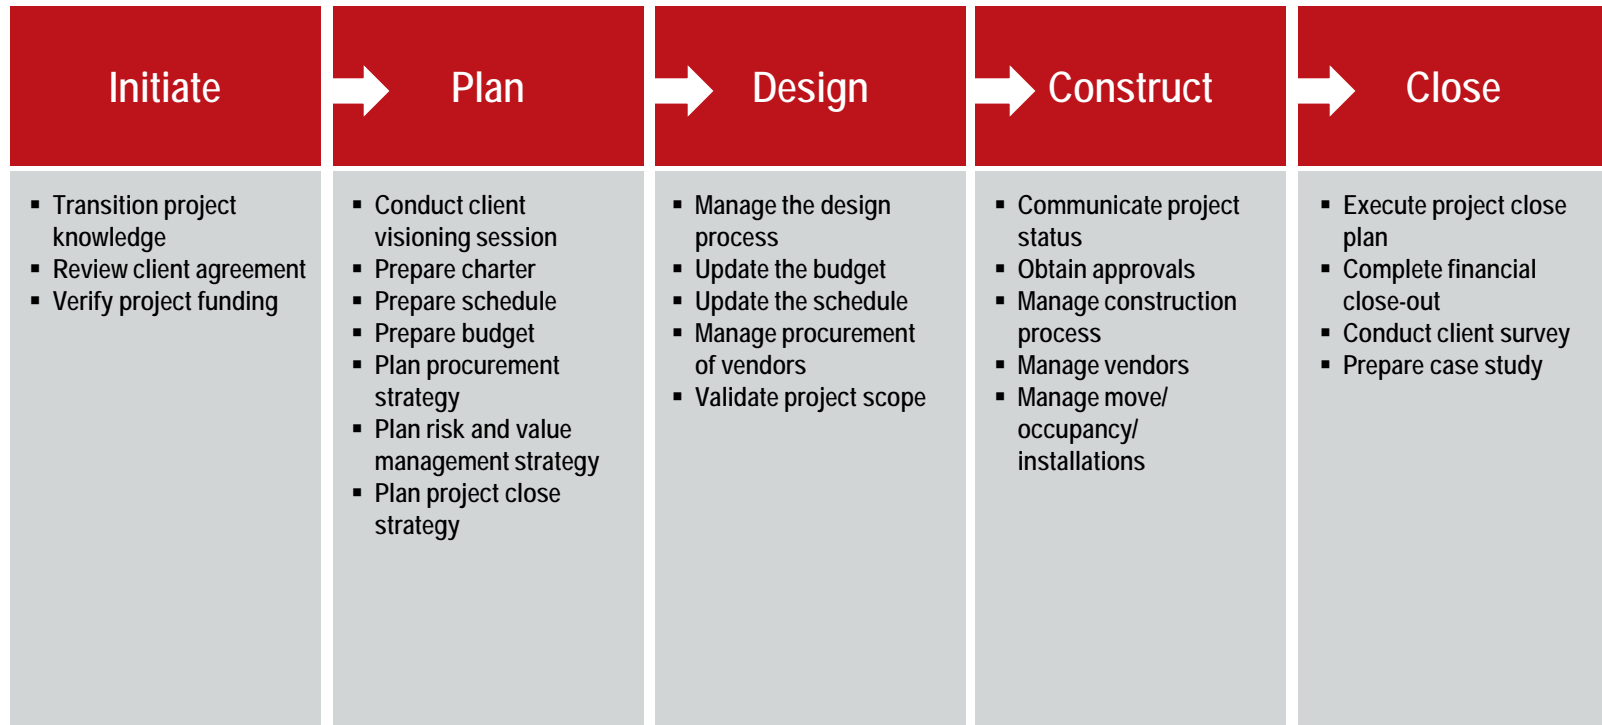 Initiate
Plan
Design
Construct
Close
▪ Transition project
knowledge
▪ Review client agreement
▪ Verify project funding
▪ Conduct client
visioning session
▪ Prepare charter
▪ Prepare schedule
▪ Prepare budget
▪ Plan procurement
strategy
▪ Plan risk and value
management strategy
▪ Plan project close
strategy
▪ Manage the design
process
▪ Update the budget
▪ Update the schedule
▪ Manage procurement
of vendors
▪ Validate project scope
▪ Communicate project
status
▪ Obtain approvals
▪ Manage construction
process
▪ Manage vendors
▪ Manage move/
occupancy/
installations
▪ Execute project close
plan
▪ Complete financial
close-out
▪ Conduct client survey
▪ Prepare case study